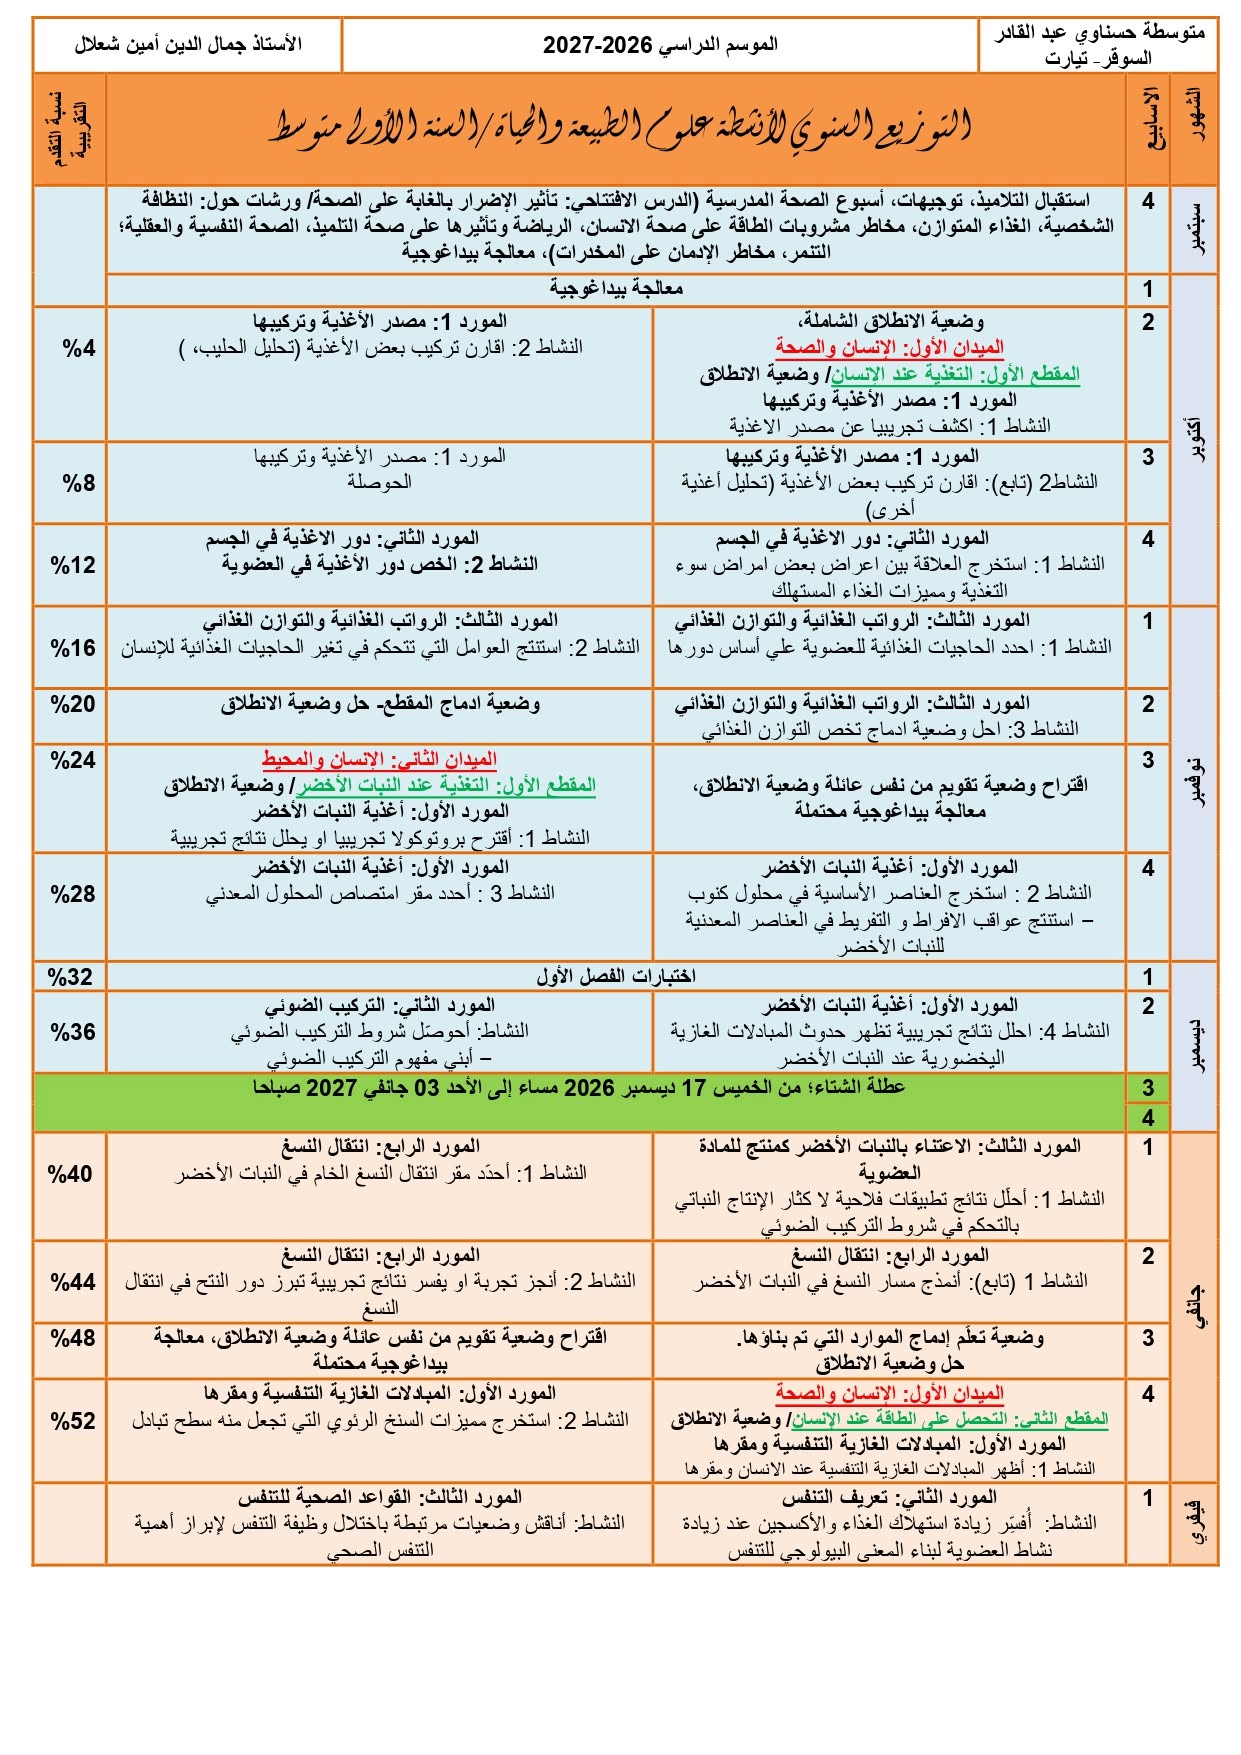 متوسطة حسناوي عبد القادر
السوقر- تيارت
الموسم الدراسي 2026-2027
الأستاذ جمال الدين أمين شعلال
الشهور
الاسابيع
التوزيع السنوي لأنشطة علوم الطبيعة والحياة/السنة الأولى متوسط
نسبة التقدم
التقريبية
سبتمبر
4
استقبال التلاميذ، توجيهات، أسبوع الصحة المدرسية (الدرس الافتتاحي: تأثير الإضرار بالغابة على الصحة/ ورشات حول: النظافة
الشخصية، الغذاء المتوازن، مخاطر مشروبات الطاقة على صحة الانسان، الرياضة وتأثيرها على صحة التلميذ، الصحة النفسية والعقلية؛
التنمر، مخاطر الإدمان على المخدرات)، معالجة بيداغوجية
أكتوبر
1
معالجة بيداغوجية
2
وضعية الانطلاق الشاملة،
الميدان الأول: الإنسان والصحة
المقطع الأول: التغذية عند الإنسان/ وضعية الانطلاق
المورد 1: مصدر الأغذية وتركيبها
النشاط 1: اكشف تجريبيا عن مصدر الاغذية
المورد 1: مصدر الأغذية وتركيبها
النشاط 2: اقارن تركيب بعض الأغذية (تحليل الحليب، )
%4
3
المورد 1: مصدر الأغذية وتركيبها
النشاط2 (تابع): اقارن تركيب بعض الأغذية (تحليل أغذية
أخرى)
المورد 1: مصدر الأغذية وتركيبها
الحوصلة
%8
4
المورد الثاني: دور الاغذية في الجسم
النشاط 1: استخرج العلاقة بين اعراض بعض امراض سوء
التغذية ومميزات الغذاء المستهلك
المورد الثاني: دور الاغذية في الجسم
النشاط 2: الخص دور الأغذية في العضوية
%12
نوفمبر
1
المورد الثالث: الرواتب الغذائية والتوازن الغذائي
النشاط 1: احدد الحاجيات الغذائية للعضوية علي أساس دورها
المورد الثالث: الرواتب الغذائية والتوازن الغذائي
النشاط 2: استنتج العوامل التي تتحكم في تغير الحاجيات الغذائية للإنسان
%16
2
المورد الثالث: الرواتب الغذائية والتوازن الغذائي
النشاط 3: احل وضعية ادماج تخص التوازن الغذائي
وضعية ادماج المقطع- حل وضعية الانطلاق
%20
3
اقتراح وضعية تقويم من نفس عائلة وضعية الانطلاق،
معالجة بيداغوجية محتملة
الميدان الثاني: الإنسان والمحيط
المقطع الأول: التغذية عند النبات الأخضر/ وضعية الانطلاق
المورد الأول: أغذية النبات الأخضر
النشاط 1: أقترح بروتوكولا تجريبيا او يحلل نتائج تجريبية
%24
4
المورد الأول: أغذية النبات الأخضر
النشاط 2 : استخرج العناصر الأساسية في محلول كنوب
– استنتج عواقب الافراط و التفريط في العناصر المعدنية
للنبات الأخضر
المورد الأول: أغذية النبات الأخضر
النشاط 3 : أحدد مقر امتصاص المحلول المعدني
%28
ديسمبر
1
اختبارات الفصل الأول
%32
2
المورد الأول: أغذية النبات الأخضر
النشاط 4: احلل نتائج تجريبية تظهر حدوث المبادلات الغازية
اليخضورية عند النبات الأخضر
المورد الثاني: التركيب الضوئي
النشاط: أحوصّل شروط التركيب الضوئي
– أبني مفهوم التركيب الضوئي
%36
3
عطلة الشتاء؛ من الخميس 17 ديسمبر 2026 مساء إلى الأحد 03 جانفي 2027 صباحا
4
جانفي
1
المورد الثالث: الاعتناء بالنبات الأخضر كمنتج للمادة
العضوية
النشاط 1: أحلّل نتائج تطبيقات فلاحية لا كثار الإنتاج النباتي
بالتحكم في شروط التركيب الضوئي
المورد الرابع: انتقال النسغ
النشاط 1: أحدّد مقر انتقال النسغ الخام في النبات الأخضر
%40
2
المورد الرابع: انتقال النسغ
النشاط 1 (تابع): أنمذج مسار النسغ في النبات الأخضر
المورد الرابع: انتقال النسغ
النشاط 2: أنجز تجربة او يفسر نتائج تجريبية تبرز دور النتح في انتقال
النسغ
%44
3
وضعية تعلّم إدماج الموارد التي تم بناؤها.
حل وضعية الانطلاق
اقتراح وضعية تقويم من نفس عائلة وضعية الانطلاق، معالجة
بيداغوجية محتملة
%48
4
الميدان الأول: الإنسان والصحة
المقطع الثاني: التحصل على الطاقة عند الإنسان/ وضعية الانطلاق
المورد الأول: المبادلات الغازية التنفسية ومقرها
النشاط 1: أظهر المبادلات الغازية التنفسية عند الانسان ومقرها
المورد الأول: المبادلات الغازية التنفسية ومقرها
النشاط 2: استخرج مميزات السنخ الرئوي التي تجعل منه سطح تبادل
%52
فيفري
1
المورد الثاني: تعريف التنفس
النشاط: أُفسِّر زيادة استهلاك الغذاء والأكسجين عند زيادة
نشاط العضوية لبناء المعنى البيولوجي للتنفس
المورد الثالث: القواعد الصحية للتنفس
النشاط: أناقش وضعيات مرتبطة باختلال وظيفة التنفس لإبراز أهمية
التنفس الصحي